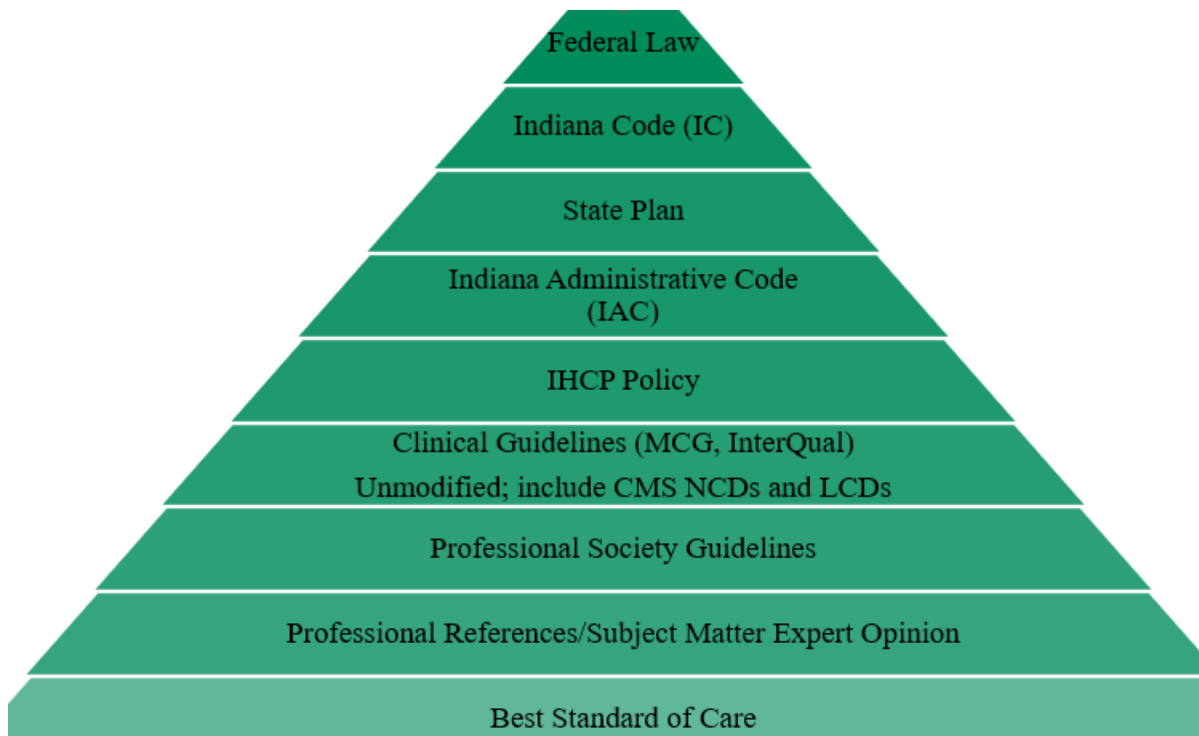 Federal Law
Indiana Code (IC)
State Plan
Indiana Administrative Code
(IAC)
IHCP Policy
Clinical Guidelines (MCG, InterQual)
Unmodified; include CMS NCDs and LCDs
Professional Society Guidelines
Professional References/Subject Matter Expert Opinion
Best Standard of Care